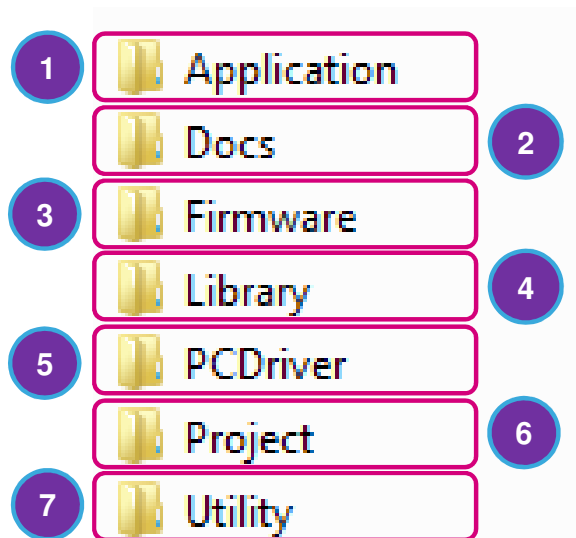 1 Application
Docs 2
3 Firmware
Library 4
5 PCDriver
Project 6
7 Utility